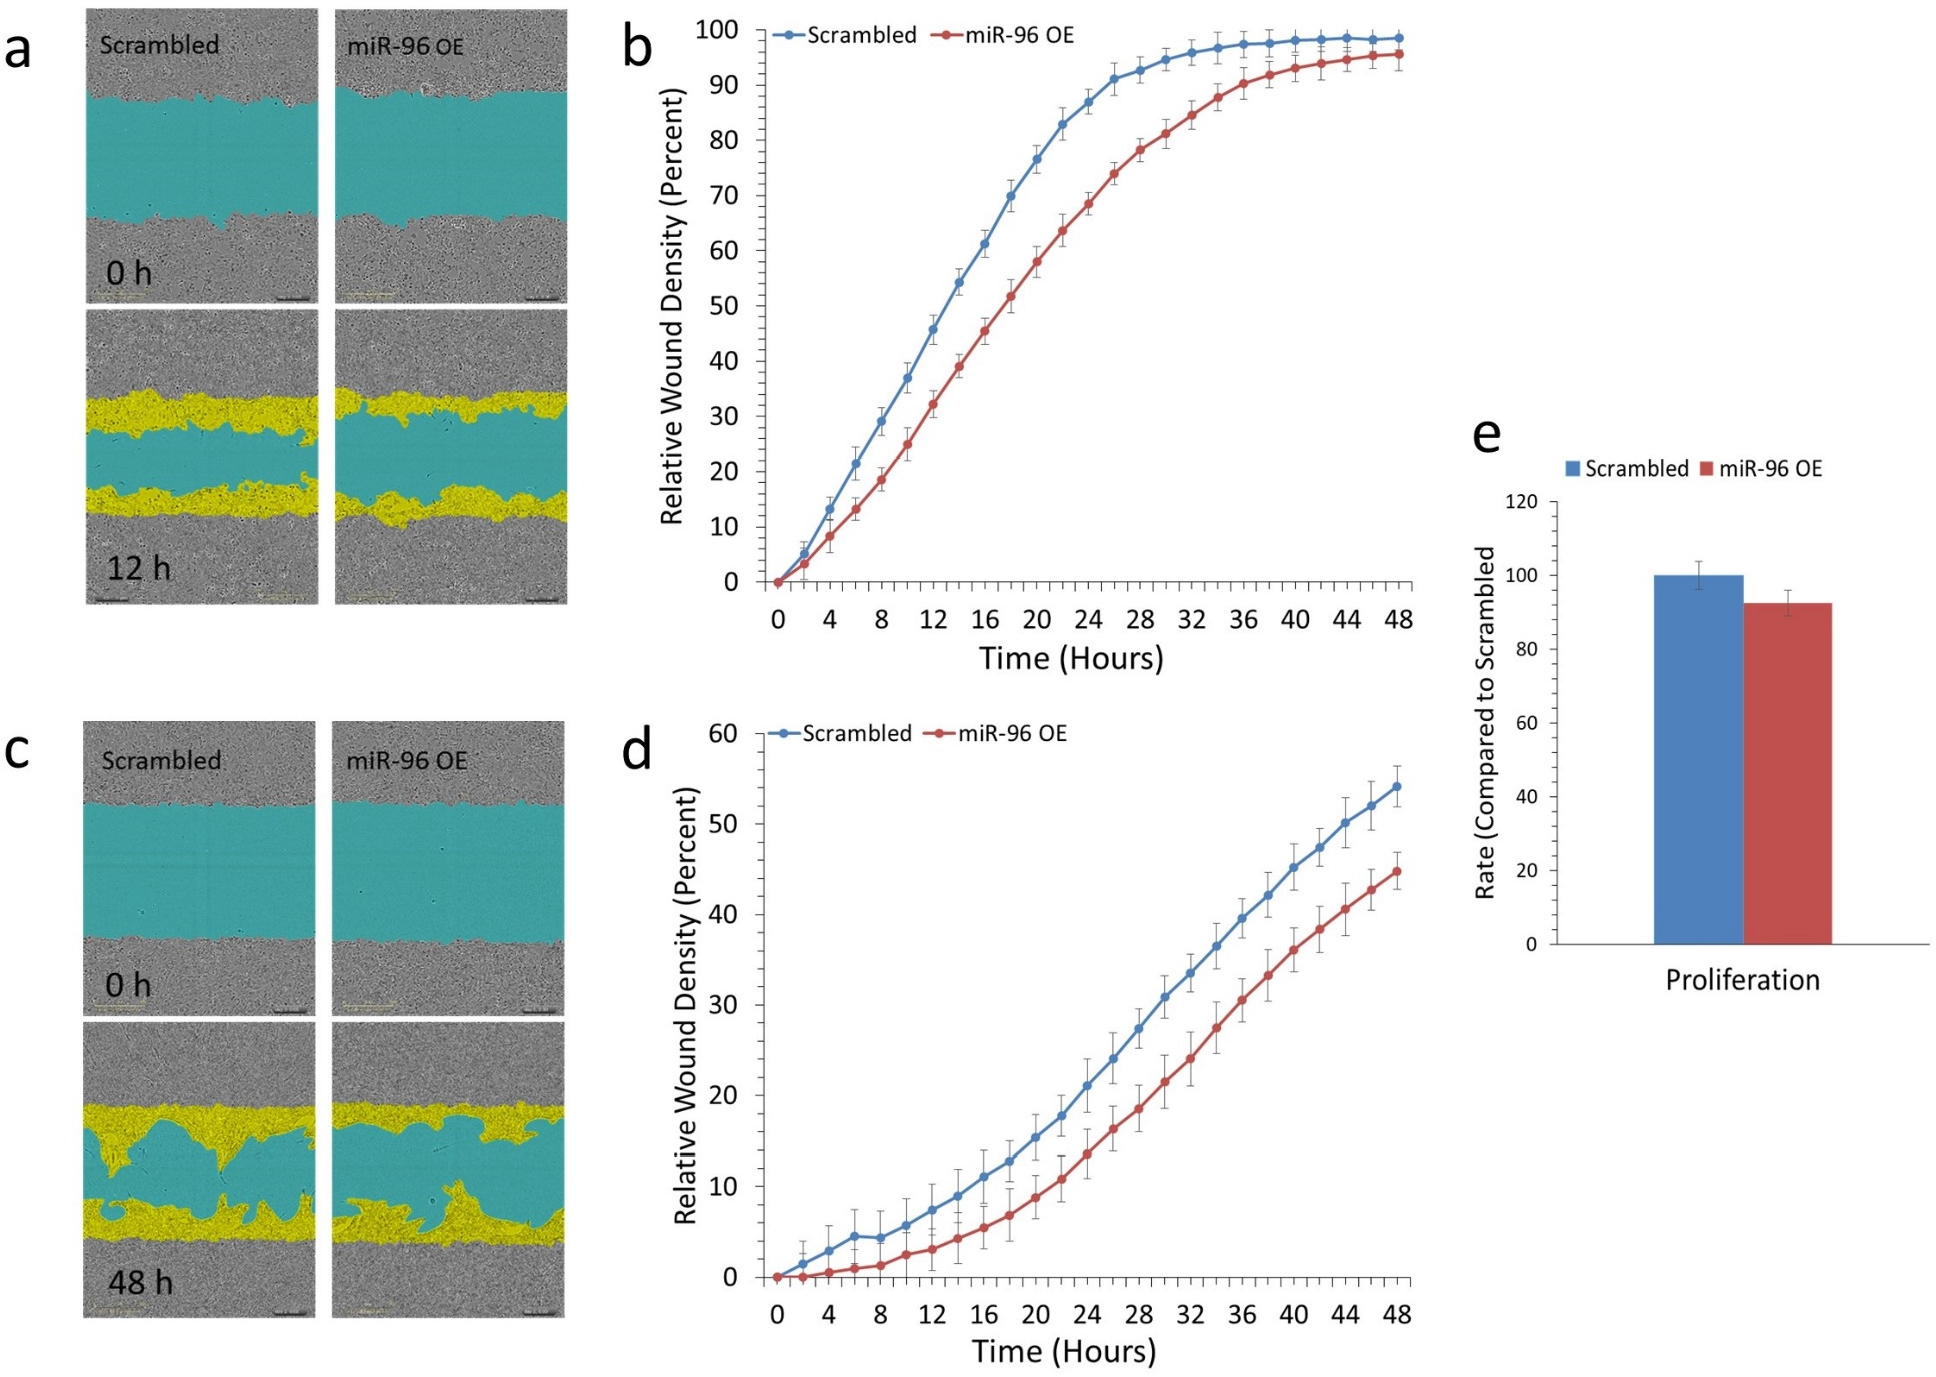 a
Scrambled
miR-96 OE
0 h
12 h
b
Scrambled
miR-96 OE
Relative Wound Density (Percent)
100
90
80
70
60
50
40
30
20
10
0
0 4 8 12 16 20 24 28 32 36 40 44 48
Time (Hours)
c
Scrambled
miR-96 OE
0 h
48 h
d
Scrambled
miR-96 OE
Relative Wound Density (Percent)
60
50
40
30
20
10
0
0 4 8 12 16 20 24 28 32 36 40 44 48
Time (Hours)
e
Scrambled
miR-96 OE
Rate (Compared to Scrambled
120
100
80
60
40
20
0
Proliferation